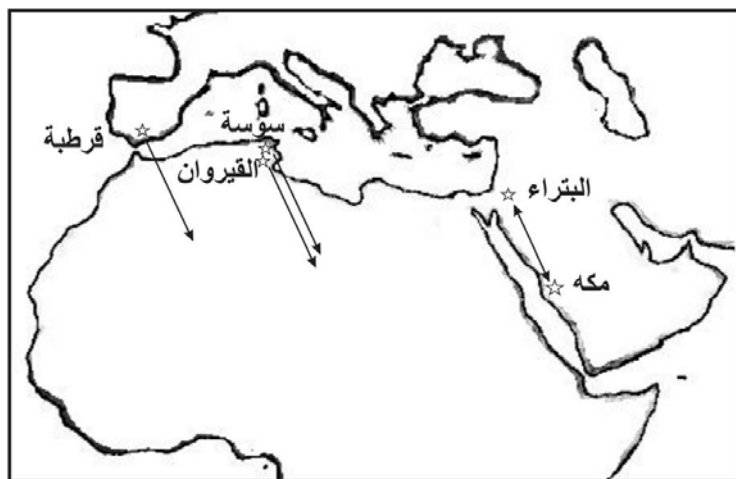 سوسة
قرطبة
القيروان
البتراء
مكه